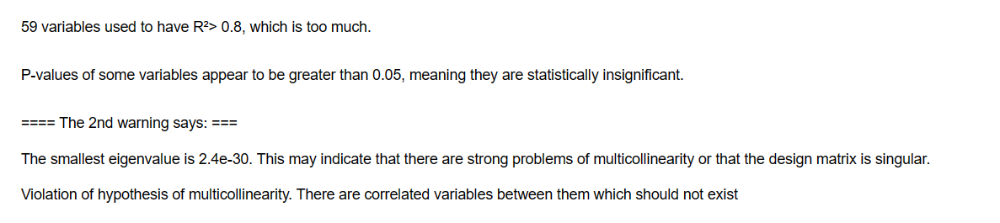 59 variables used to have R²> 0.8, which is too much.
P-values of some variables appear to be greater than 0.05, meaning they are statistically insignificant.
==== The 2nd warning says: ===
The smallest eigenvalue is 2.4e-30. This may indicate that there are strong problems of multicollinearity or that the design matrix is singular.
Violation of hypothesis of multicollinearity. There are correlated variables between them which should not exist